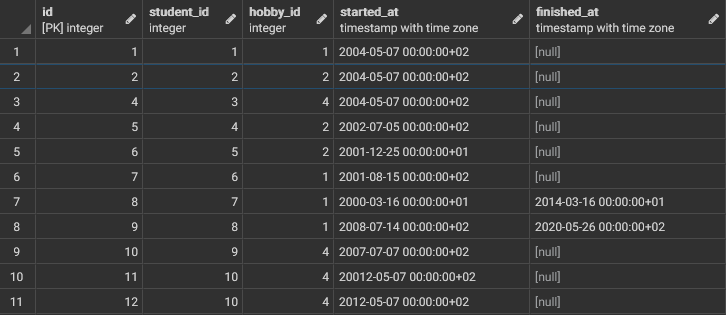 id student_id hobby_id started_at finished_at
[PK] integer integer integer timestamp with time zone timestamp with time zone
1 1 1 1 2004-05-07 00:00:00+02 [null]
2 2 2 2 2004-05-07 00:00:00+02 [null]
3 4 3 4 2004-05-07 00:00:00+02 [null]
4 5 4 2 2002-07-05 00:00:00+02 [null]
5 6 5 2 2001-12-25 00:00:00+01 [null]
6 7 6 1 2001-08-15 00:00:00+02 [null]
7 8 7 1 2000-03-16 00:00:00+01 2014-03-16 00:00:00+01
8 9 8 1 2008-07-14 00:00:00+02 2020-05-26 00:00:00+02
9 10 9 4 2007-07-07 00:00:00+02 [null]
10 11 10 4 20012-05-07 00:00:00+02 [null]
11 12 10 4 2012-05-07 00:00:00+02 [null]